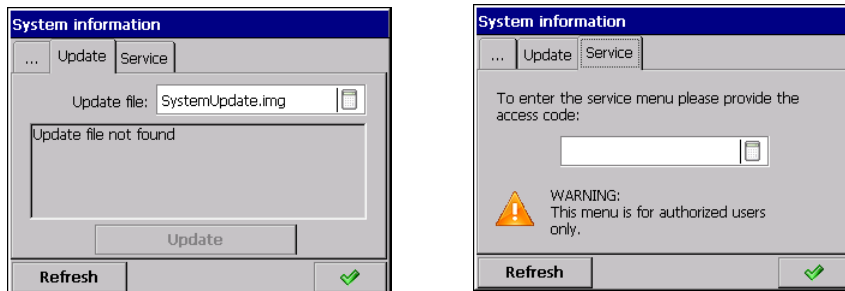 System information
... Update Service
Update file: SystemUpdate.img
Update file not found
Update
Refresh
System information
... Update Service
To enter the service menu please provide the
access code:
WARNING:
This menu is for authorized users
only.
Refresh